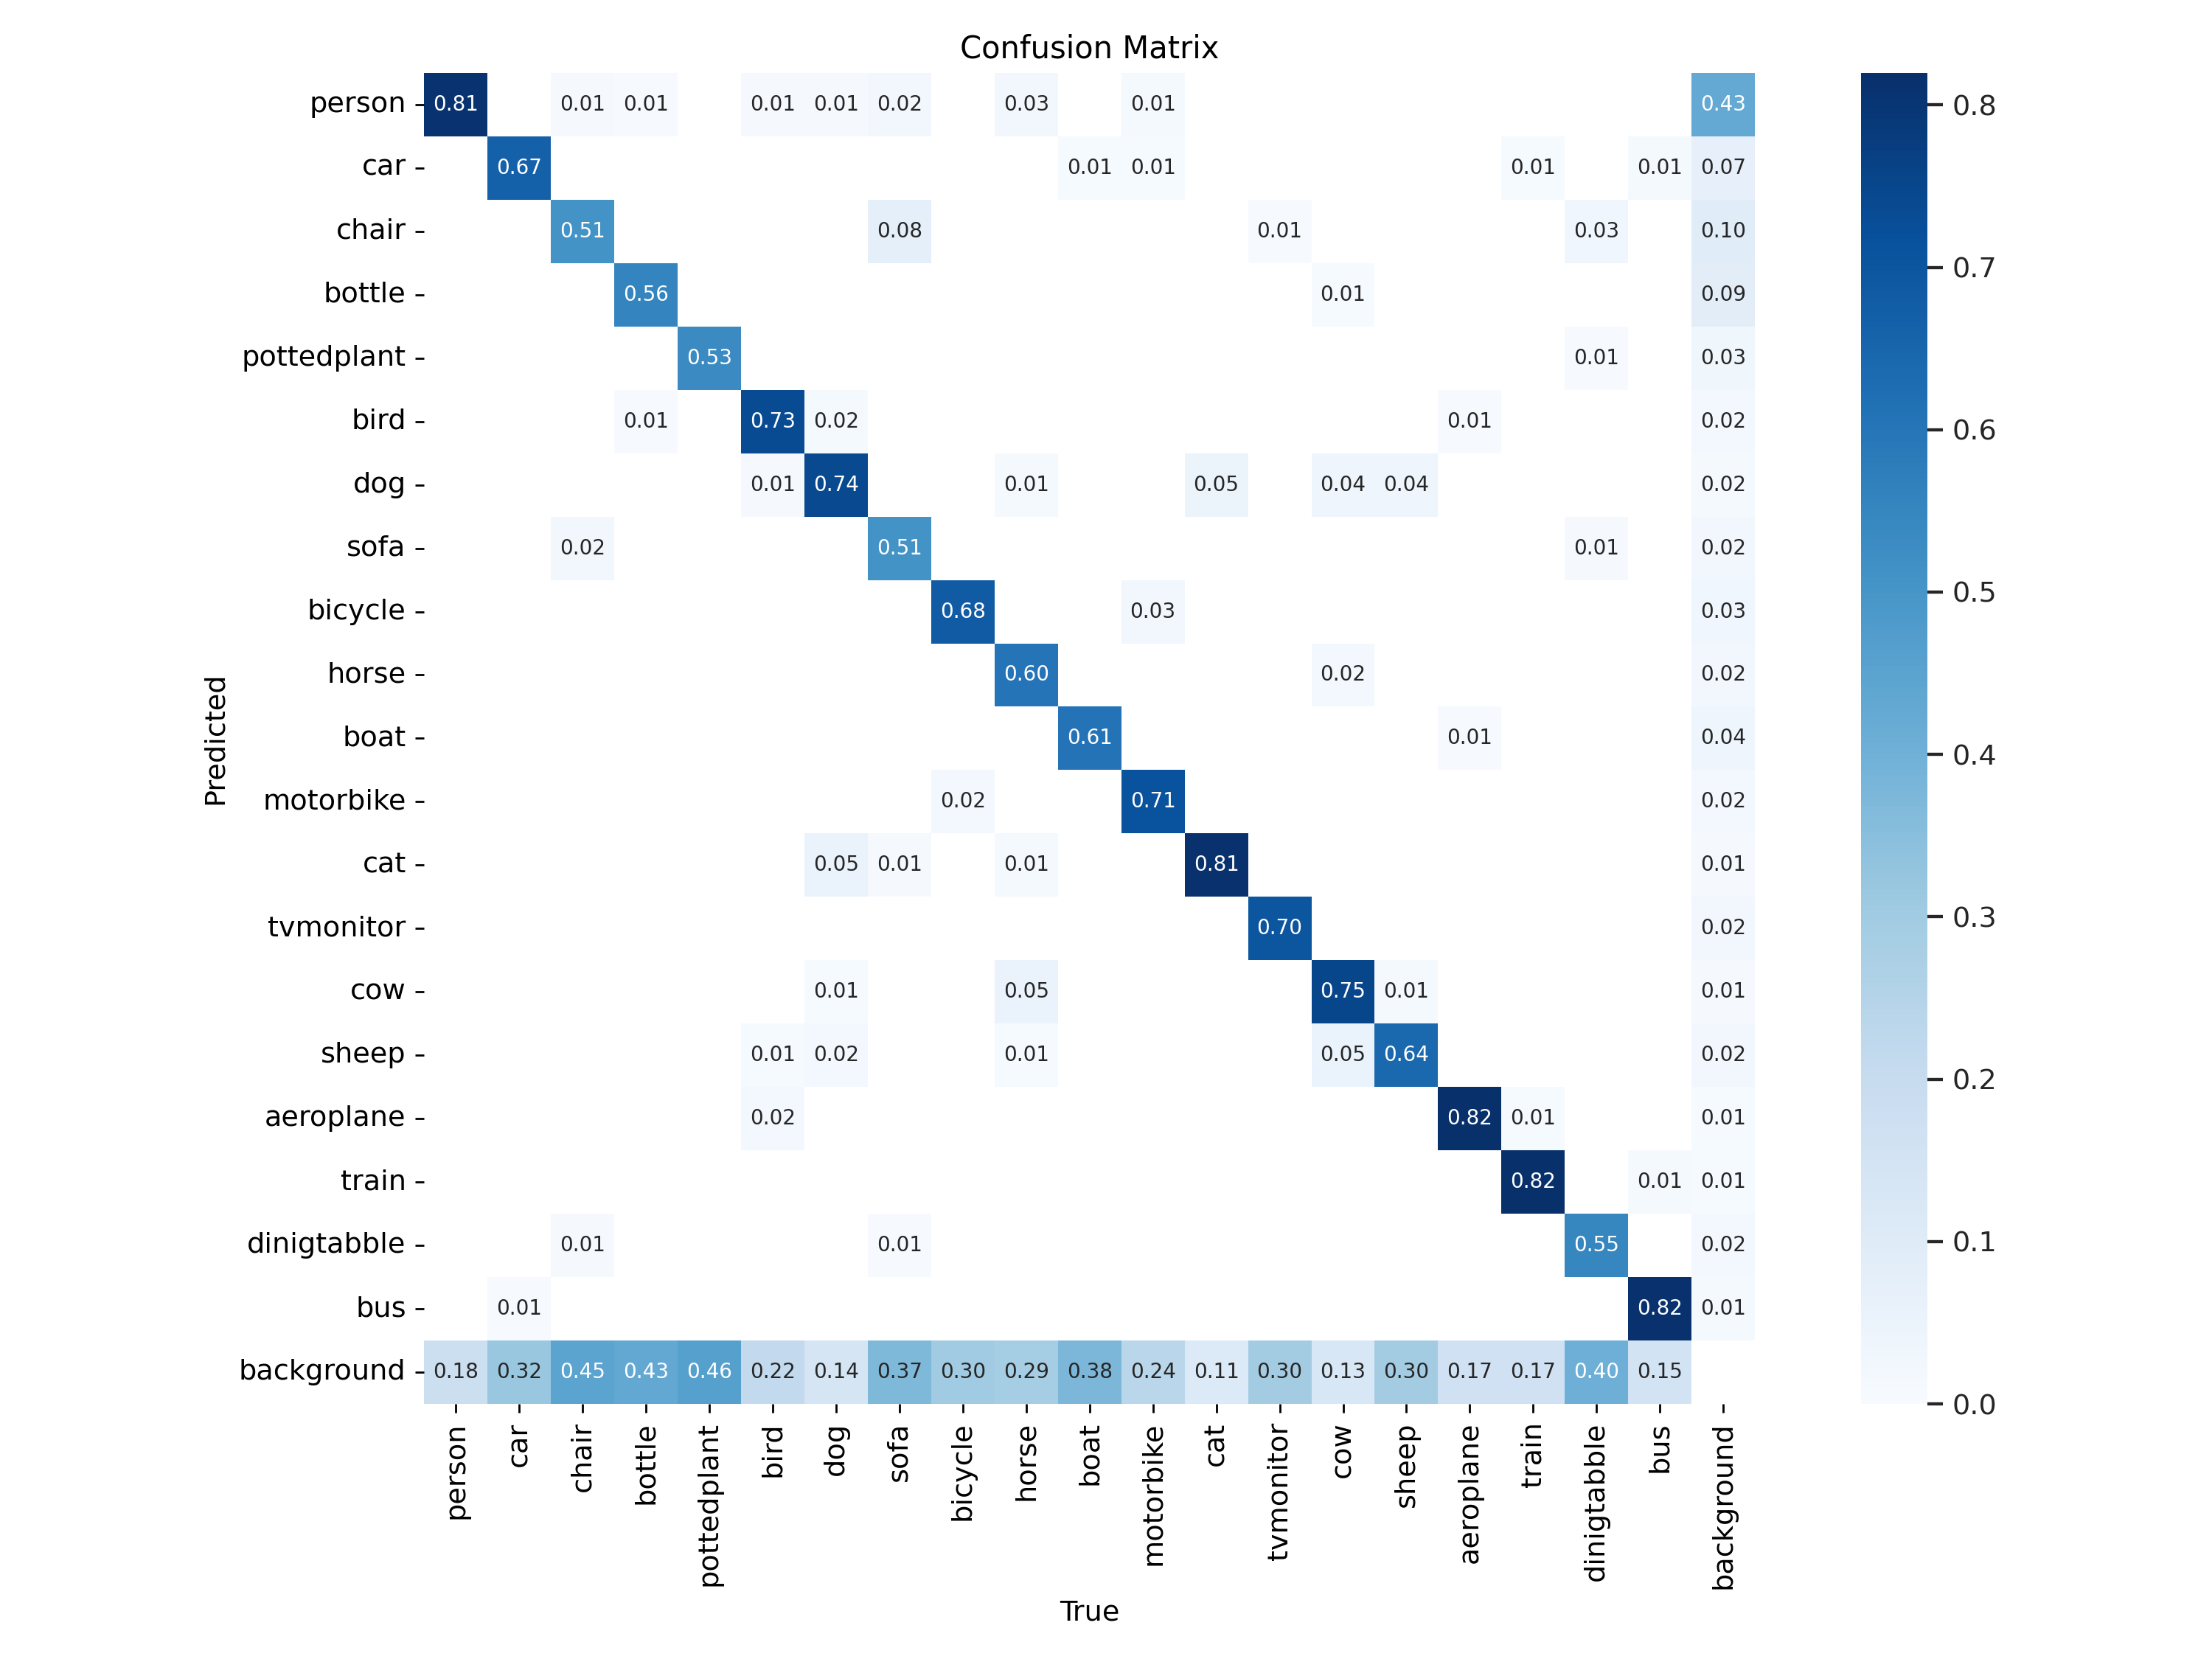 Confusion Matrix
person 0.81 0.01 0.01 0.01 0.01 0.02 0.03 0.01 0.43 0.8
car 0.67 0.01 0.01 0.01 0.01 0.07
chair 0.51 0.08 0.01 0.03 0.10
0.7
bottle 0.56 0.01 0.09
pottedplant 0.53 0.01 0.03
bird 0.01 0.73 0.02 0.01 0.02 0.6
dog 0.01 0.74 0.01 0.05 0.04 0.04 0.02
sofa 0.02 0.51 0.01 0.02
0.5
bicycle 0.68 0.03 0.03
horse 0.60 0.02 0.02
Predicted
boat 0.61 0.01 0.04 0.4
motorbike 0.02 0.71 0.02
cat 0.05 0.01 0.01 0.81 0.01
tvmonitor 0.70 0.02 0.3
cow 0.01 0.05 0.75 0.01 0.01
sheep 0.01 0.02 0.01 0.05 0.64 0.02
0.2
aeroplane 0.02 0.82 0.01 0.01
train 0.82 0.01 0.01
dinigtabble 0.01 0.01 0.55 0.02 0.1
bus 0.01 0.82 0.01
background 0.18 0.32 0.45 0.43 0.46 0.22 0.14 0.37 0.30 0.29 0.38 0.24 0.11 0.30 0.13 0.30 0.17 0.17 0.40 0.15
0.0
person car chair bottle pottedplant bird dog sofa bicycle horse boat motorbike cat tvmonitor cow sheep aeroplane train dinigtabble bus background
True